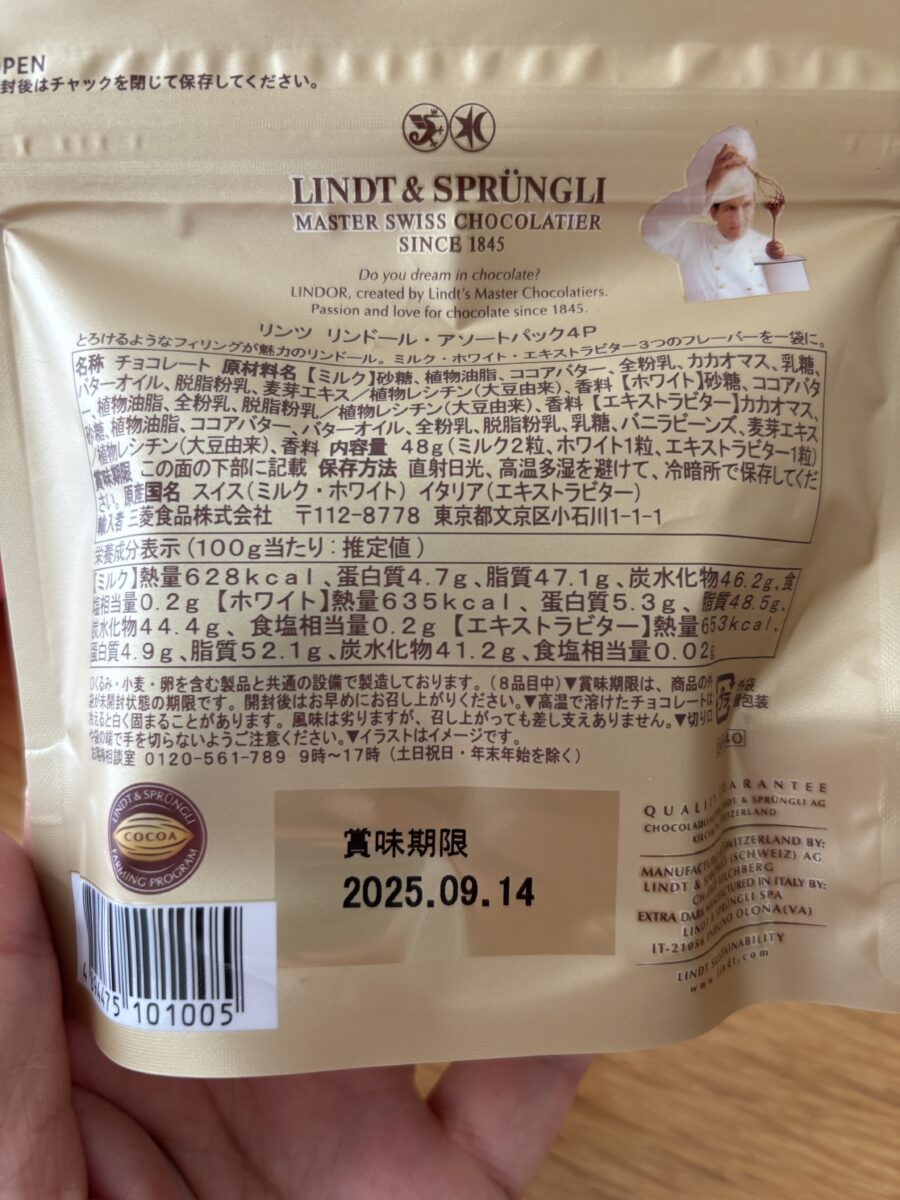 OPEN
封後はチャックを閉じて保存してください。
LINDT & SPRÜNGLI
MASTER SWISS CHOCOLATIER
SINCE 1845
Do you dream in chocolate?
LINDOR, created by Lindt's Master Chocolatiers.
Passion and love for chocolate since 1845.
リンツ リンドール・アソートパック4P
とろけるようなフィリングが魅力のリンドール。ミルク・ホワイト・エキストラビター3つのフレーバーを一袋に。
名称 チョコレート 原材料名【ミルク】砂糖、植物油脂、ココアバター、全粉乳、カカオマス、乳糖、
バターオイル、脱脂粉乳、麦芽エキス/植物レシチン(大豆由来)、香料【ホワイト】砂糖、ココアバタ
ー、植物油脂、全粉乳、脱脂粉乳/植物レシチン(大豆由来)、香料【エキストラビター】カカオマス、
砂糖、植物油脂、ココアバター、バターオイル、全粉乳、脱脂粉乳、乳糖、バニラビーンズ、麦芽エキス
/植物レシチン(大豆由来)、香料 内容量 48g(ミルク2粒、ホワイト1粒、エキストラビター1粒)
賞味期限 この面の下部に記載 保存方法 直射日光、高温多湿を避けて、冷暗所で保存してくだ
さい。原産国名 スイス(ミルク・ホワイト) イタリア(エキストラビター)
輸入者 三菱食品株式会社 〒112-8778 東京都文京区小石川1-1-1
栄養成分表示(100g当たり:推定値)
【ミルク】熱量628kcal、蛋白質4.7g、脂質47.1g、炭水化物46.2g、食
塩相当量0.2g【ホワイト】熱量635kcal、蛋白質5.3g、脂質48.5g、
炭水化物44.4g、食塩相当量0.2g【エキストラビター】熱量653kcal、
蛋白質4.9g、脂質52.1g、炭水化物41.2g、食塩相当量0.02g
くるみ・小麦・卵を含む製品と共通の設備で製造しております。(8品目中)▼賞味期限は、商品の外
袋が未開封状態の期限です。開封後はお早めにお召し上がりください。▼高温で溶けたチョコレートは
冷えると白く固まることがあります。風味は劣りますが、召し上がっても差し支えありません。▼切り口
や袋の端で手を切らないようご注意ください。▼イラストはイメージです。
お客様相談室 0120-561-789 9時〜17時(土日祝日・年末年始を除く)
プラ
外袋
個包装
LINDT & SPRÜNGLI
COCOA
FARMING PROGRAM
賞味期限
2025.09.14
101005
QUALITY GUARANTEE
CHOCOLADEFABRIKEN LINDT & SPRÜNGLI AG
KILCHBERG SWITZERLAND
MANUFACTURED IN SWITZERLAND BY:
LINDT & SPRÜNGLI (SCHWEIZ) AG
KILCHBERG
EXTRA DARK MANUFACTURED IN ITALY BY:
LINDT & SPRÜNGLI SPA
IT-21056 INDUNO OLONA(VA)
LINDT SUSTAINABILITY
www.lindt.com